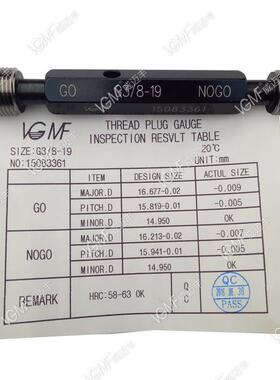 GO G3/8-19 NOGO
15083361
VGMF
THREAD PLUG GAUGE
INSPECTION RESVLT TABLE
SIZE:G3/8-19 20℃
NO:15083361 UNIT:mm
ITEM DESIGN SIZE ACTUL SIZE
GO
MAJOR.D 16.677-0.02 -0.009
PITCH.D 15.819-0.01 -0.005
MINOR.D 14.950 OK
NOGO
MAJOR.D 16.213-0.02 -0.007
PITCH.D 15.941-0.01 -0.005
MINOR.D 14.950
REMARK HRC:58-63 OK
Q
C
QC
PASS